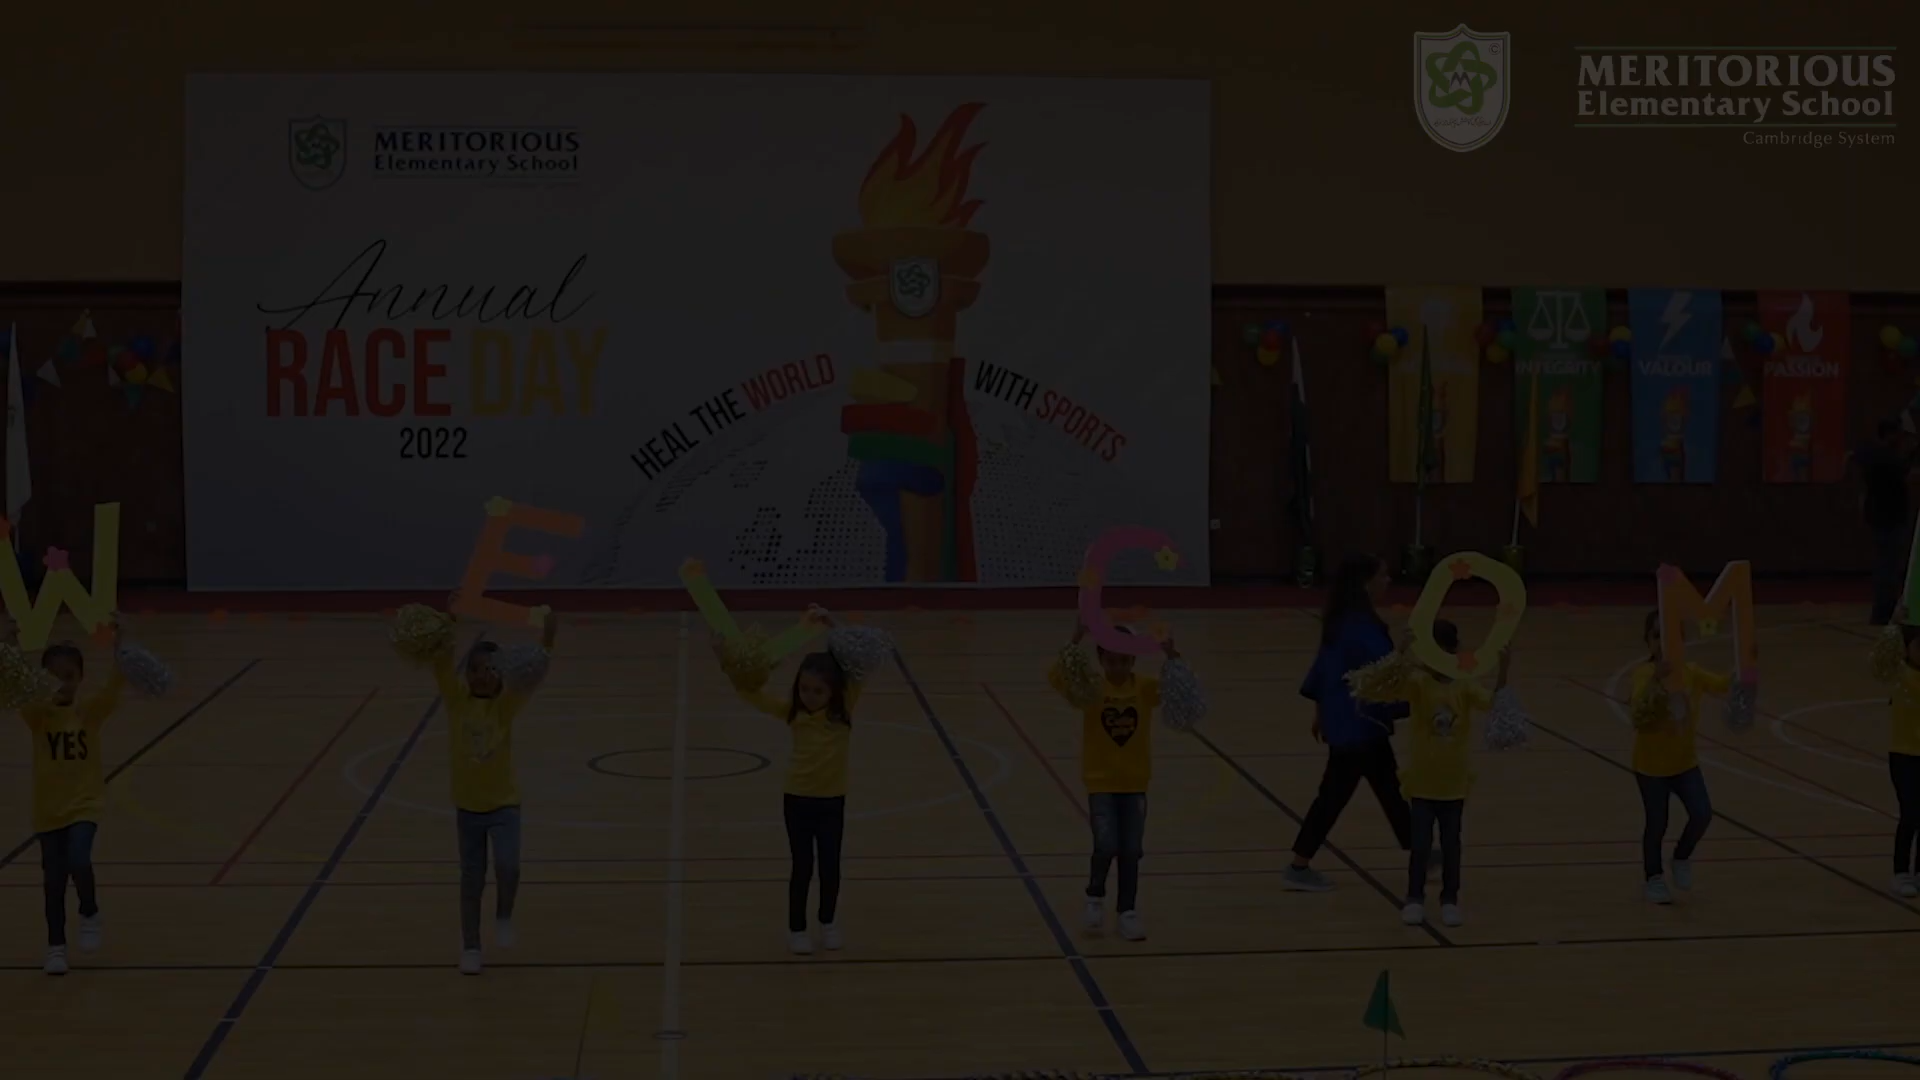 MERITORIOUS
Elementary School
Cambridge System
MERITORIOUS
Elementary School
Annual
RACE DAY
2022
HEAL THE WORLD WITH SPORTS
INTEGRITY
VALOUR
PASSION
W E L C O M
YES